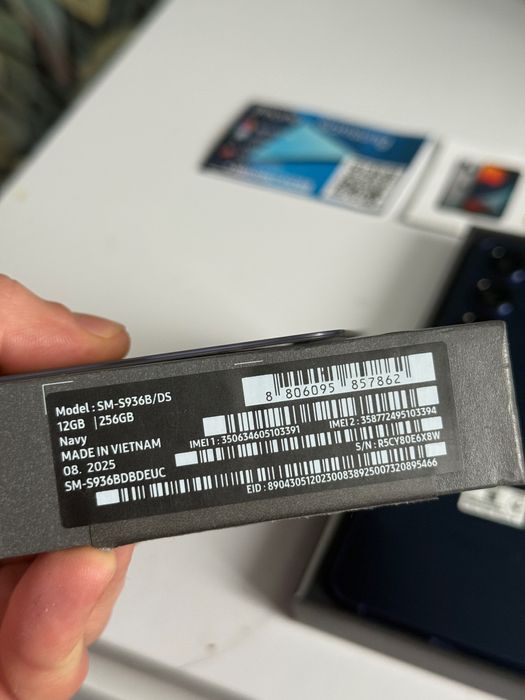 Model : SM-S936B/DS
12GB | 256GB
Navy
MADE IN VIETNAM
08. 2025
SM-S936BDBDEUC
8 806095 857862
IMEI 1 : 350634605103391
IMEI 2 : 358772495103394
S/N : R5CY80E6X8W
EID : 89043051202300838925007320895466